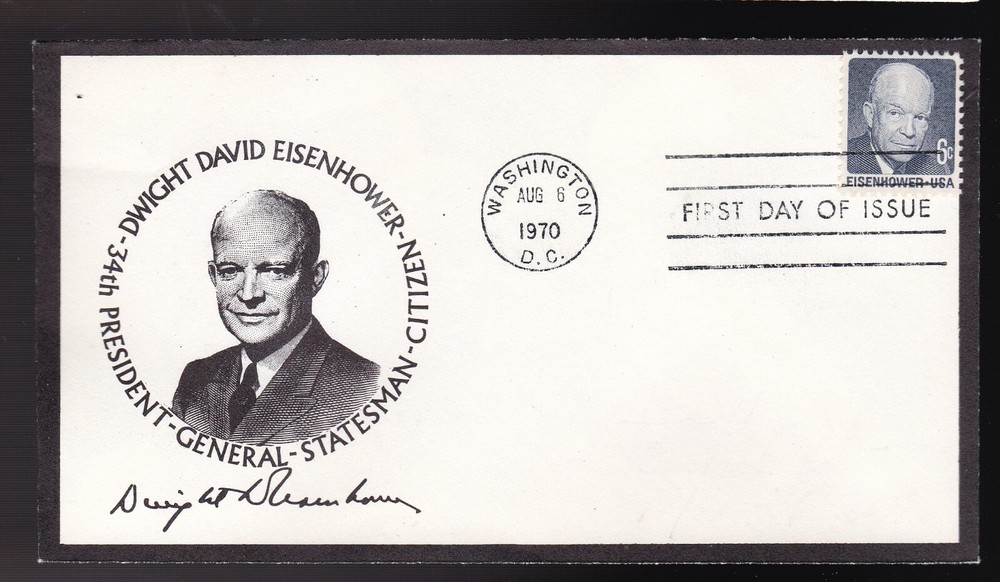 DWIGHT DAVID EISENHOWER-CITIZEN-STATESMAN-GENERAL-PRESIDENT 34th-
Dwight D Eisenhower
WASHINGTON
AUG 6
1970
D.C.
6c
EISENHOWER·USA
FIRST DAY OF ISSUE